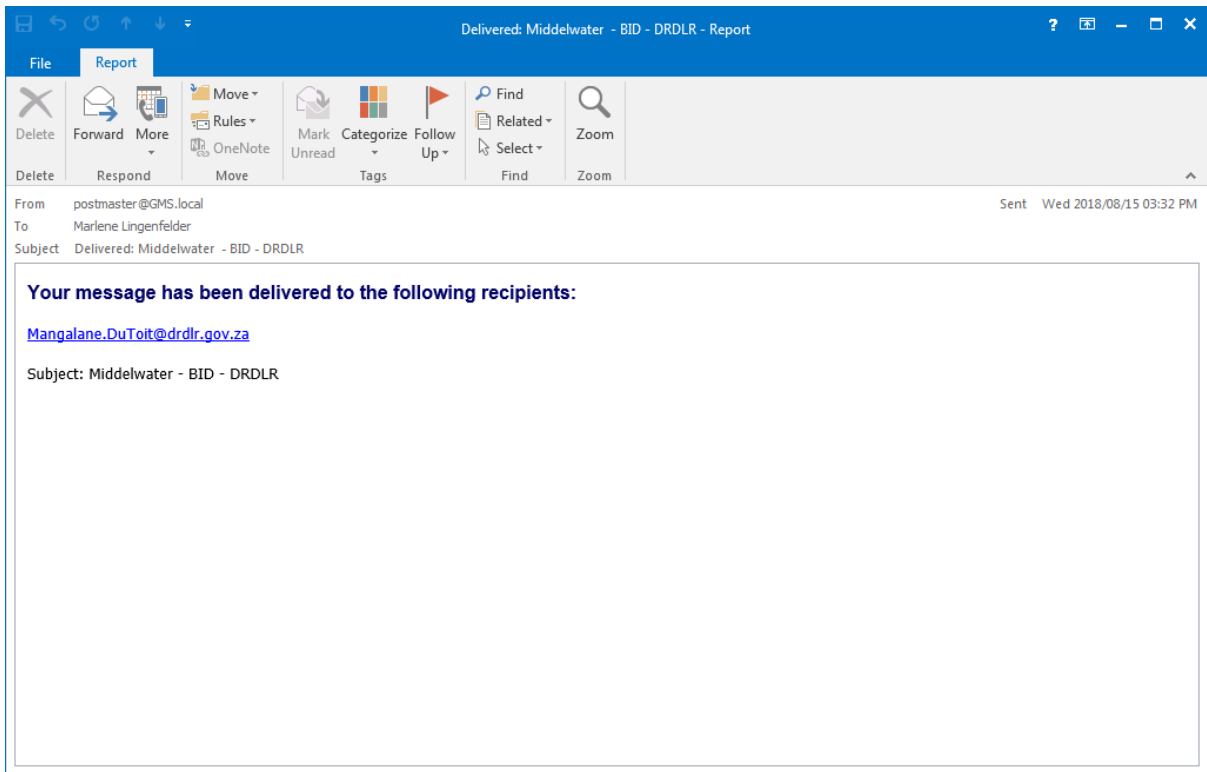 Delivered: Middelwater - BID - DRDLR - Report
File Report
Delete
Forward
More
Move
Rules
OneNote
Mark Unread
Categorize
Follow Up
Find
Related
Select
Zoom
Delete Respond Move Tags Find Zoom
From postmaster@GMS.local Sent Wed 2018/08/15 03:32 PM
To Marlene Lingenfelder
Subject Delivered: Middelwater - BID - DRDLR
Your message has been delivered to the following recipients:
Mangalane.DuToit@drdlr.gov.za
Subject: Middelwater - BID - DRDLR